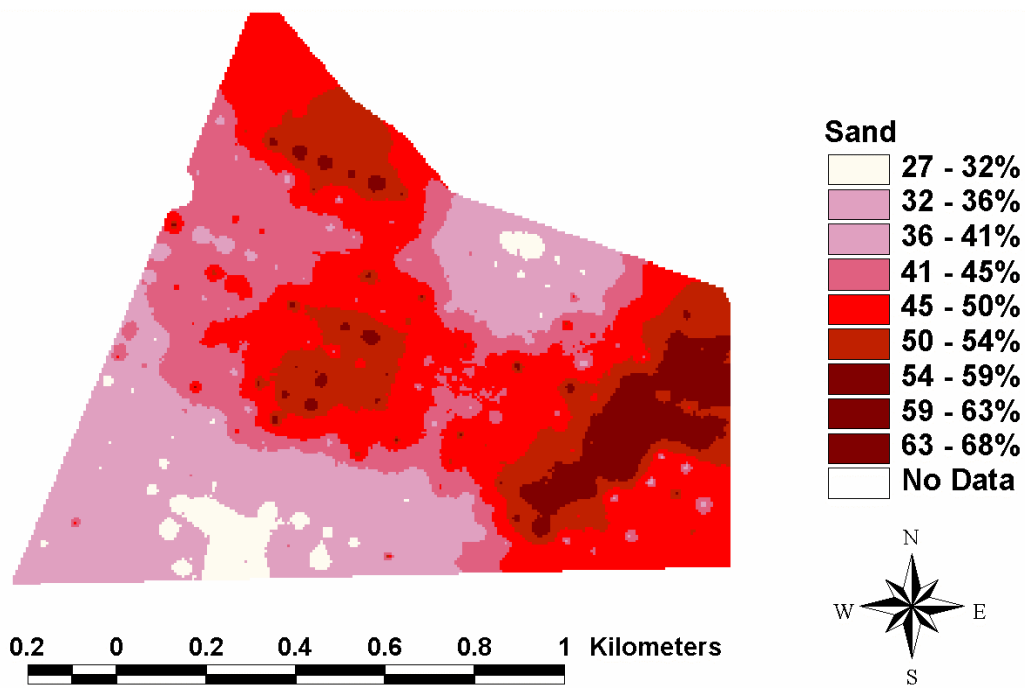 Sand
27 - 32%
32 - 36%
36 - 41%
41 - 45%
45 - 50%
50 - 54%
54 - 59%
59 - 63%
63 - 68%
No Data
N
W E
S
0.2 0 0.2 0.4 0.6 0.8 1 Kilometers